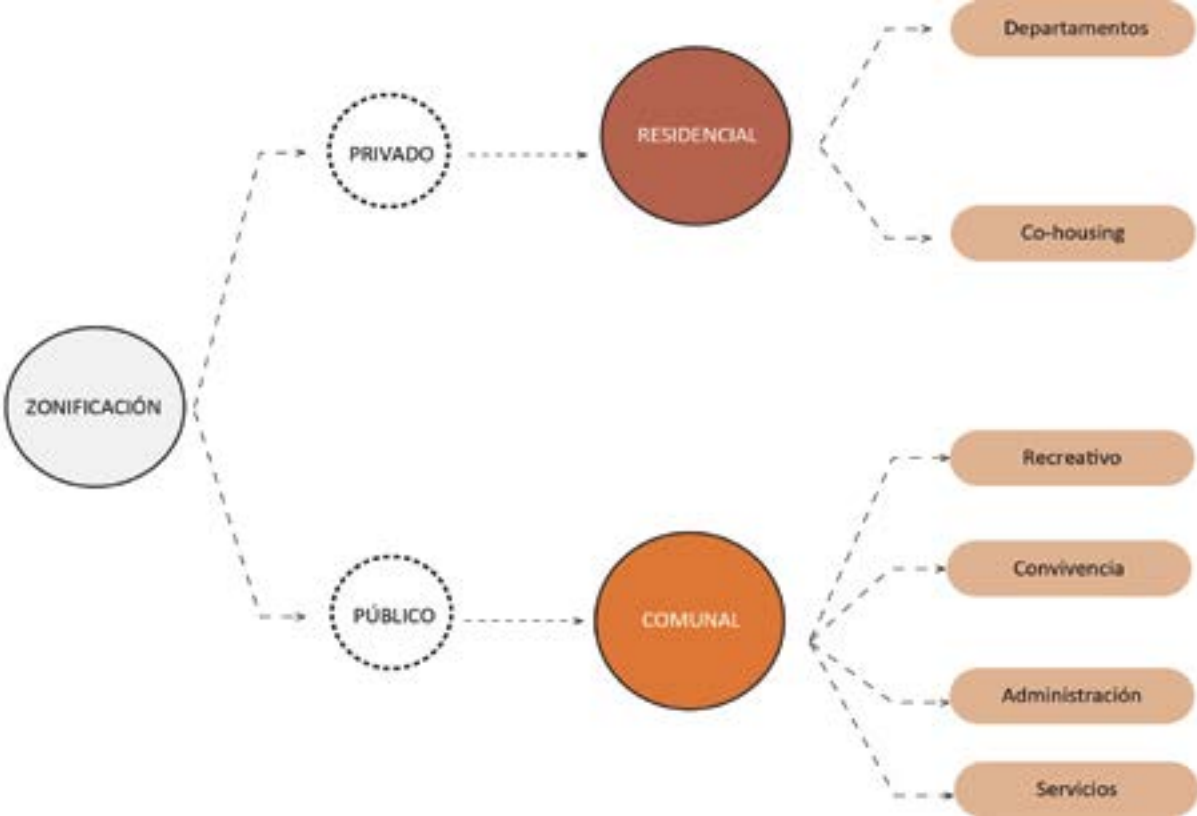 Departamentos
RESIDENCIAL
PRIVADO
Co-housing
ZONIFICACIÓN
Recreativo
Convivencia
PÚBLICO
COMUNAL
Administración
Servicios